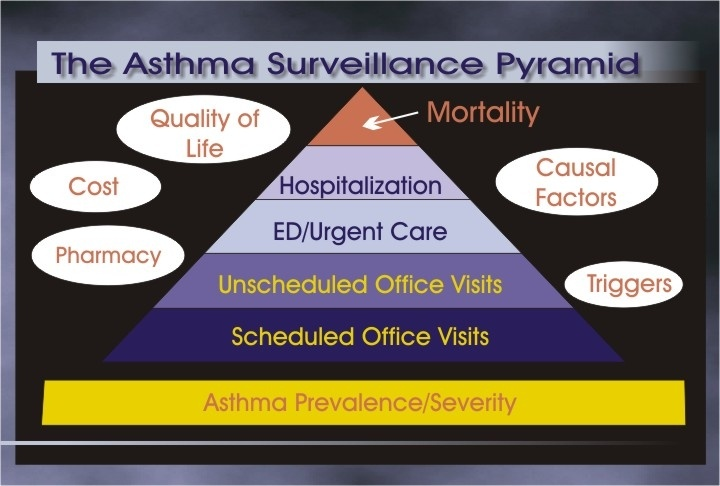 The Asthma Surveillance Pyramid
Quality of
Life
Mortality
Cost
Causal
Factors
Hospitalization
ED/Urgent Care
Pharmacy
Unscheduled Office Visits
Triggers
Scheduled Office Visits
Asthma Prevalence/Severity